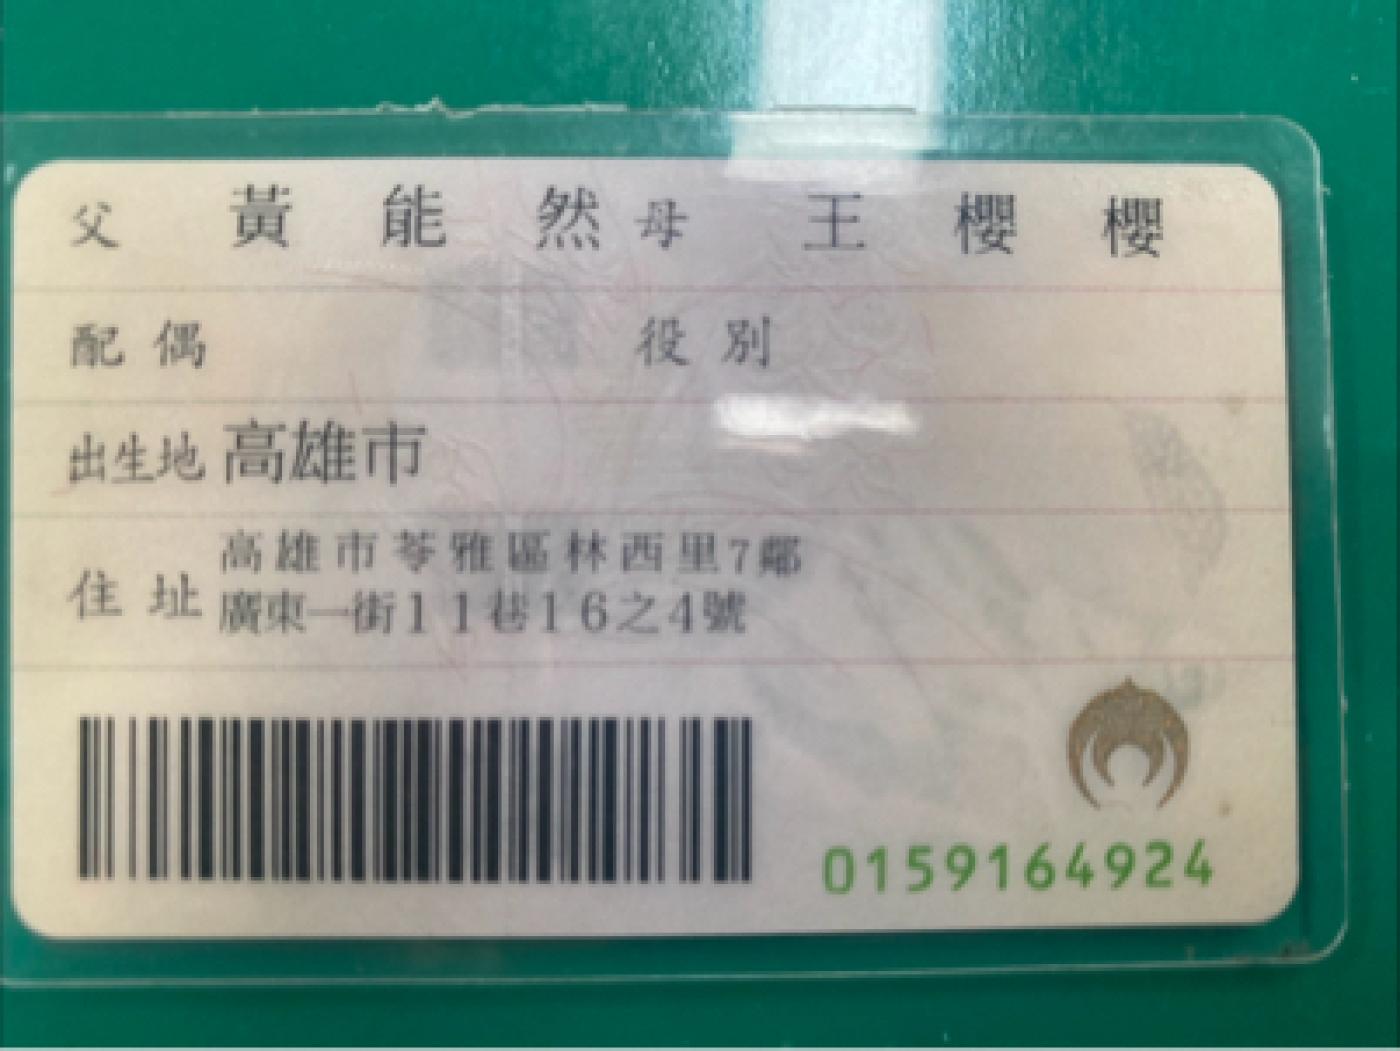 父 黃能然 母 王櫻櫻
配偶 役別
出生地 高雄市
住址 高雄市苓雅區林西里7鄰
廣東一街11巷16之4號
0159164924